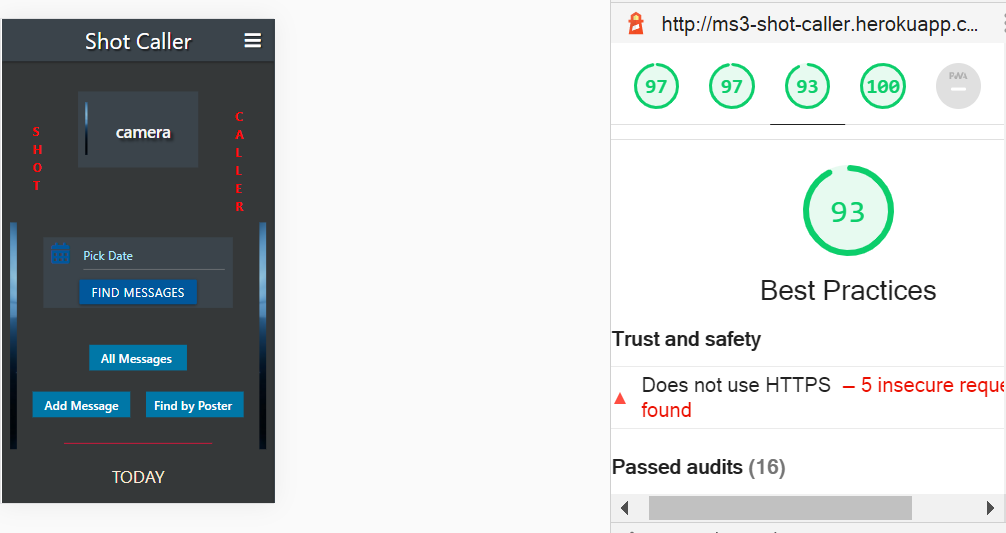 Shot Caller
camera
SHOT
CALLER
Pick Date
FIND MESSAGES
All Messages
Add Message
Find by Poster
TODAY
http://ms3-shot-caller.herokuapp.c...
97
97
93
100
PWA
93
Best Practices
Trust and safety
Does not use HTTPS – 5 insecure reque
found
Passed audits (16)